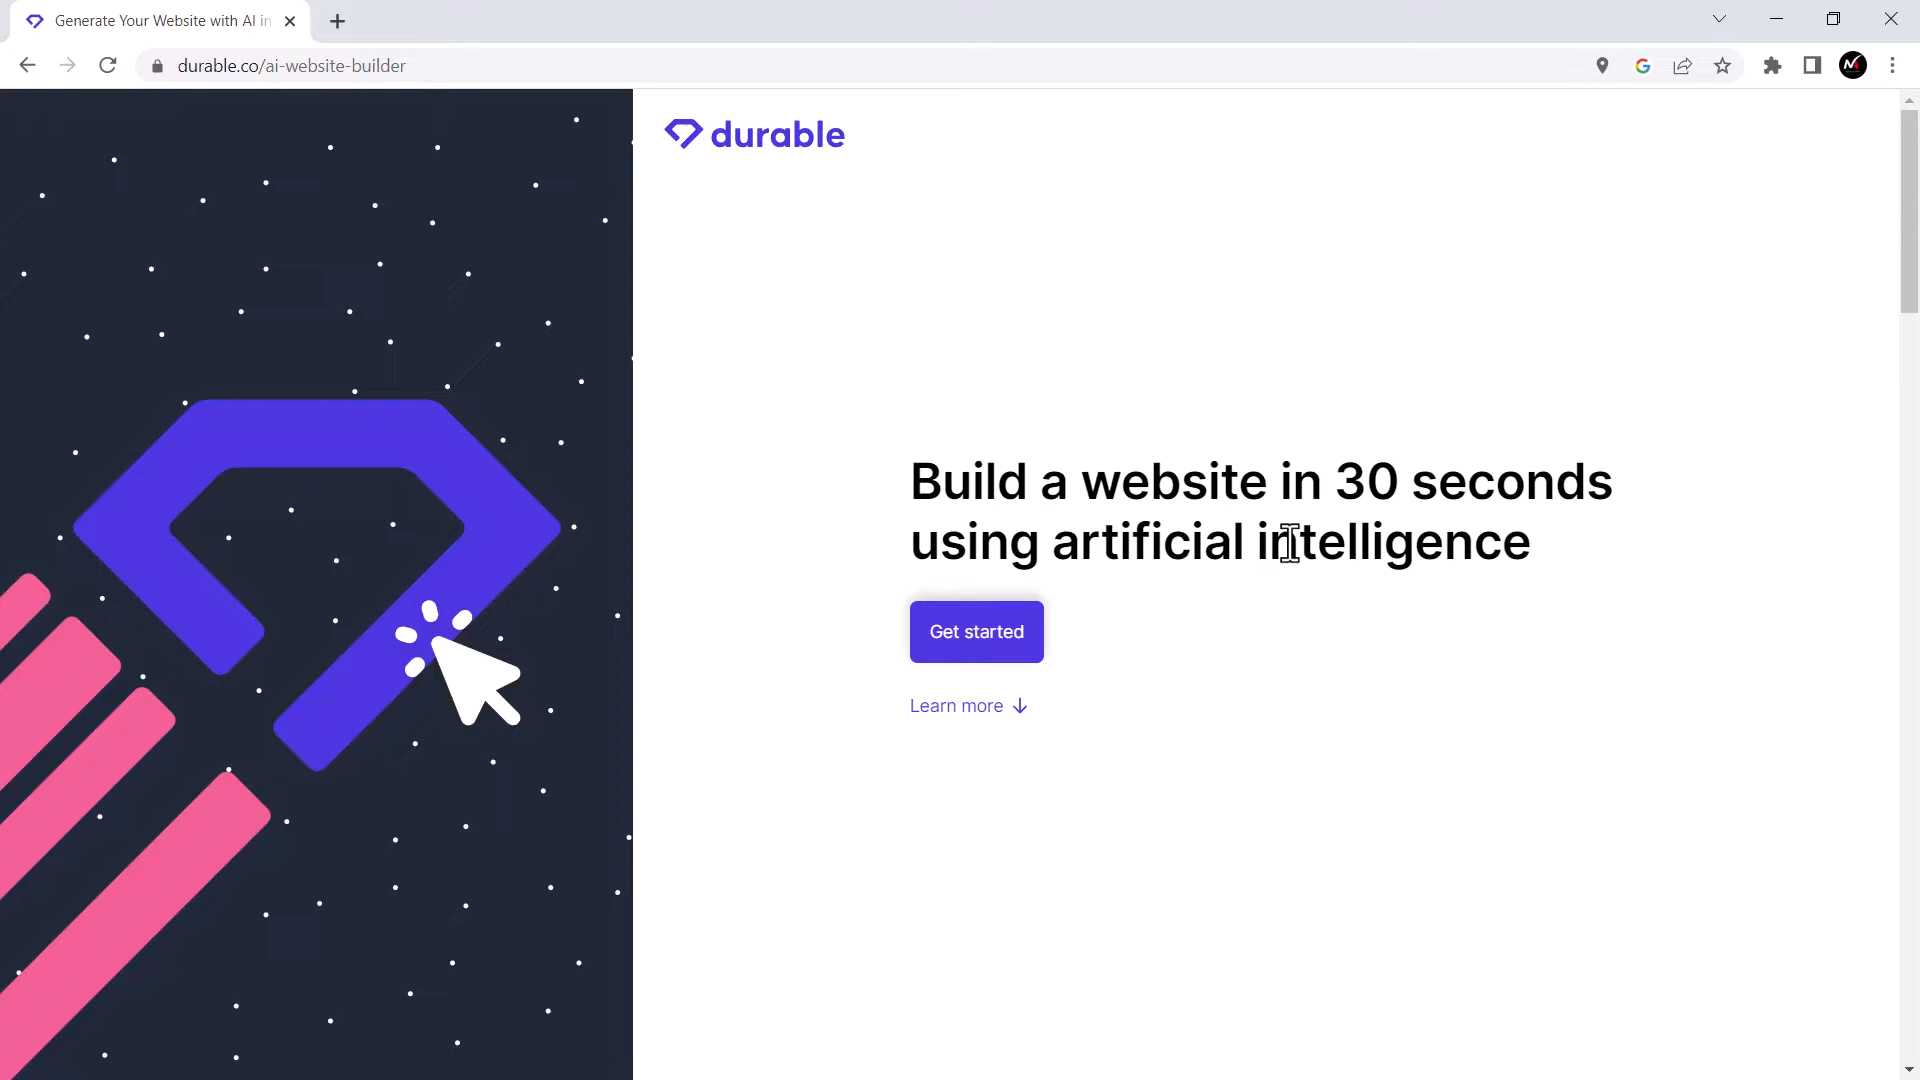 Generate Your Website with AI in
durable.co/ai-website-builder
durable
Build a website in 30 seconds
using artificial intelligence
Get started
Learn more